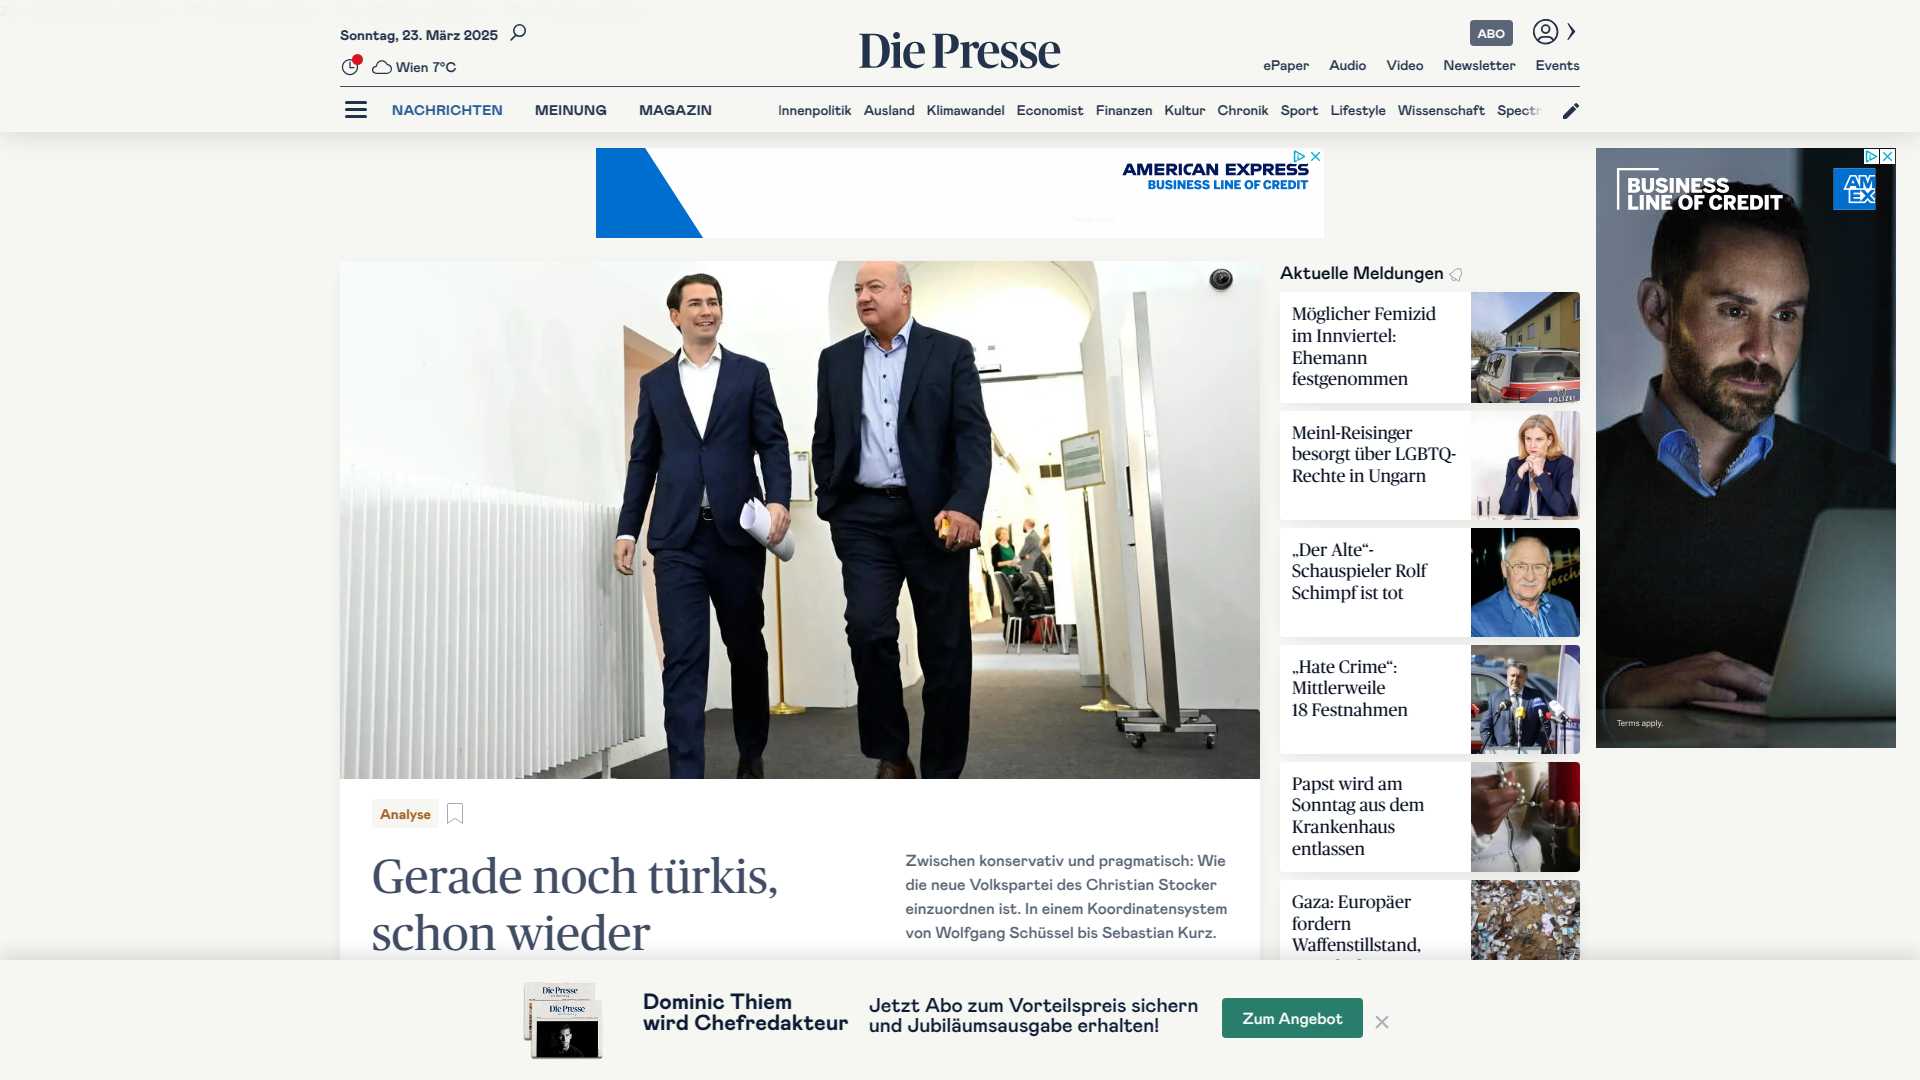 Sonntag, 23. März 2025
Wien 7°C
Die Presse
ABO
ePaper Audio Video Newsletter Events
NACHRICHTEN MEINUNG MAGAZIN
Innenpolitik Ausland Klimawandel Economist Finanzen Kultur Chronik Sport Lifestyle Wissenschaft Spectr
AMERICAN EXPRESS
BUSINESS LINE OF CREDIT
BUSINESS
LINE OF CREDIT
AM
EX
Terms apply.
Aktuelle Meldungen
Möglicher Femizid
im Innviertel:
Ehemann
festgenommen
POLIZEI
Meinl-Reisinger
besorgt über LGBTQ-
Rechte in Ungarn
„Der Alte“-
Schauspieler Rolf
Schimpf ist tot
„Hate Crime“:
Mittlerweile
18 Festnahmen
Papst wird am
Sonntag aus dem
Krankenhaus
entlassen
Gaza: Europäer
fordern
Waffenstillstand,
Analyse
Gerade noch türkis,
schon wieder
Zwischen konservativ und pragmatisch: Wie
die neue Volkspartei des Christian Stocker
einzuordnen ist. In einem Koordinatensystem
von Wolfgang Schüssel bis Sebastian Kurz.
Die Presse
Die Presse
Dominic Thiem
wird Chefredakteur
Jetzt Abo zum Vorteilspreis sichern
und Jubiläumsausgabe erhalten!
Zum Angebot